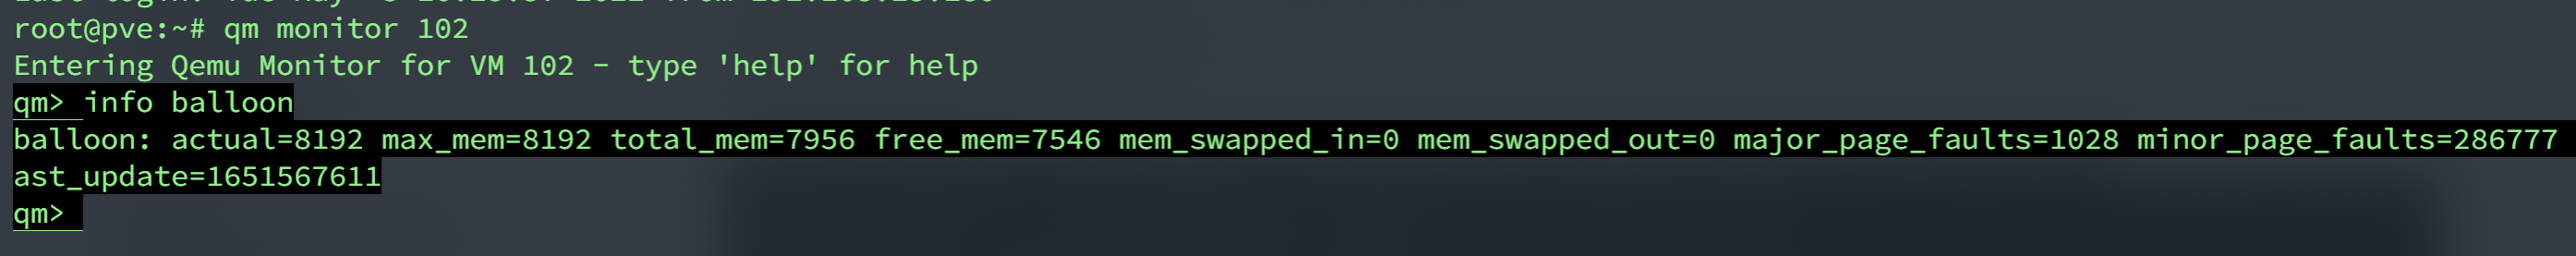 root@pve:~# qm monitor 102
Entering Qemu Monitor for VM 102 - type 'help' for help
qm> info balloon
balloon: actual=8192 max_mem=8192 total_mem=7956 free_mem=7546 mem_swapped_in=0 mem_swapped_out=0 major_page_faults=1028 minor_page_faults=286777
ast_update=1651567611
qm>